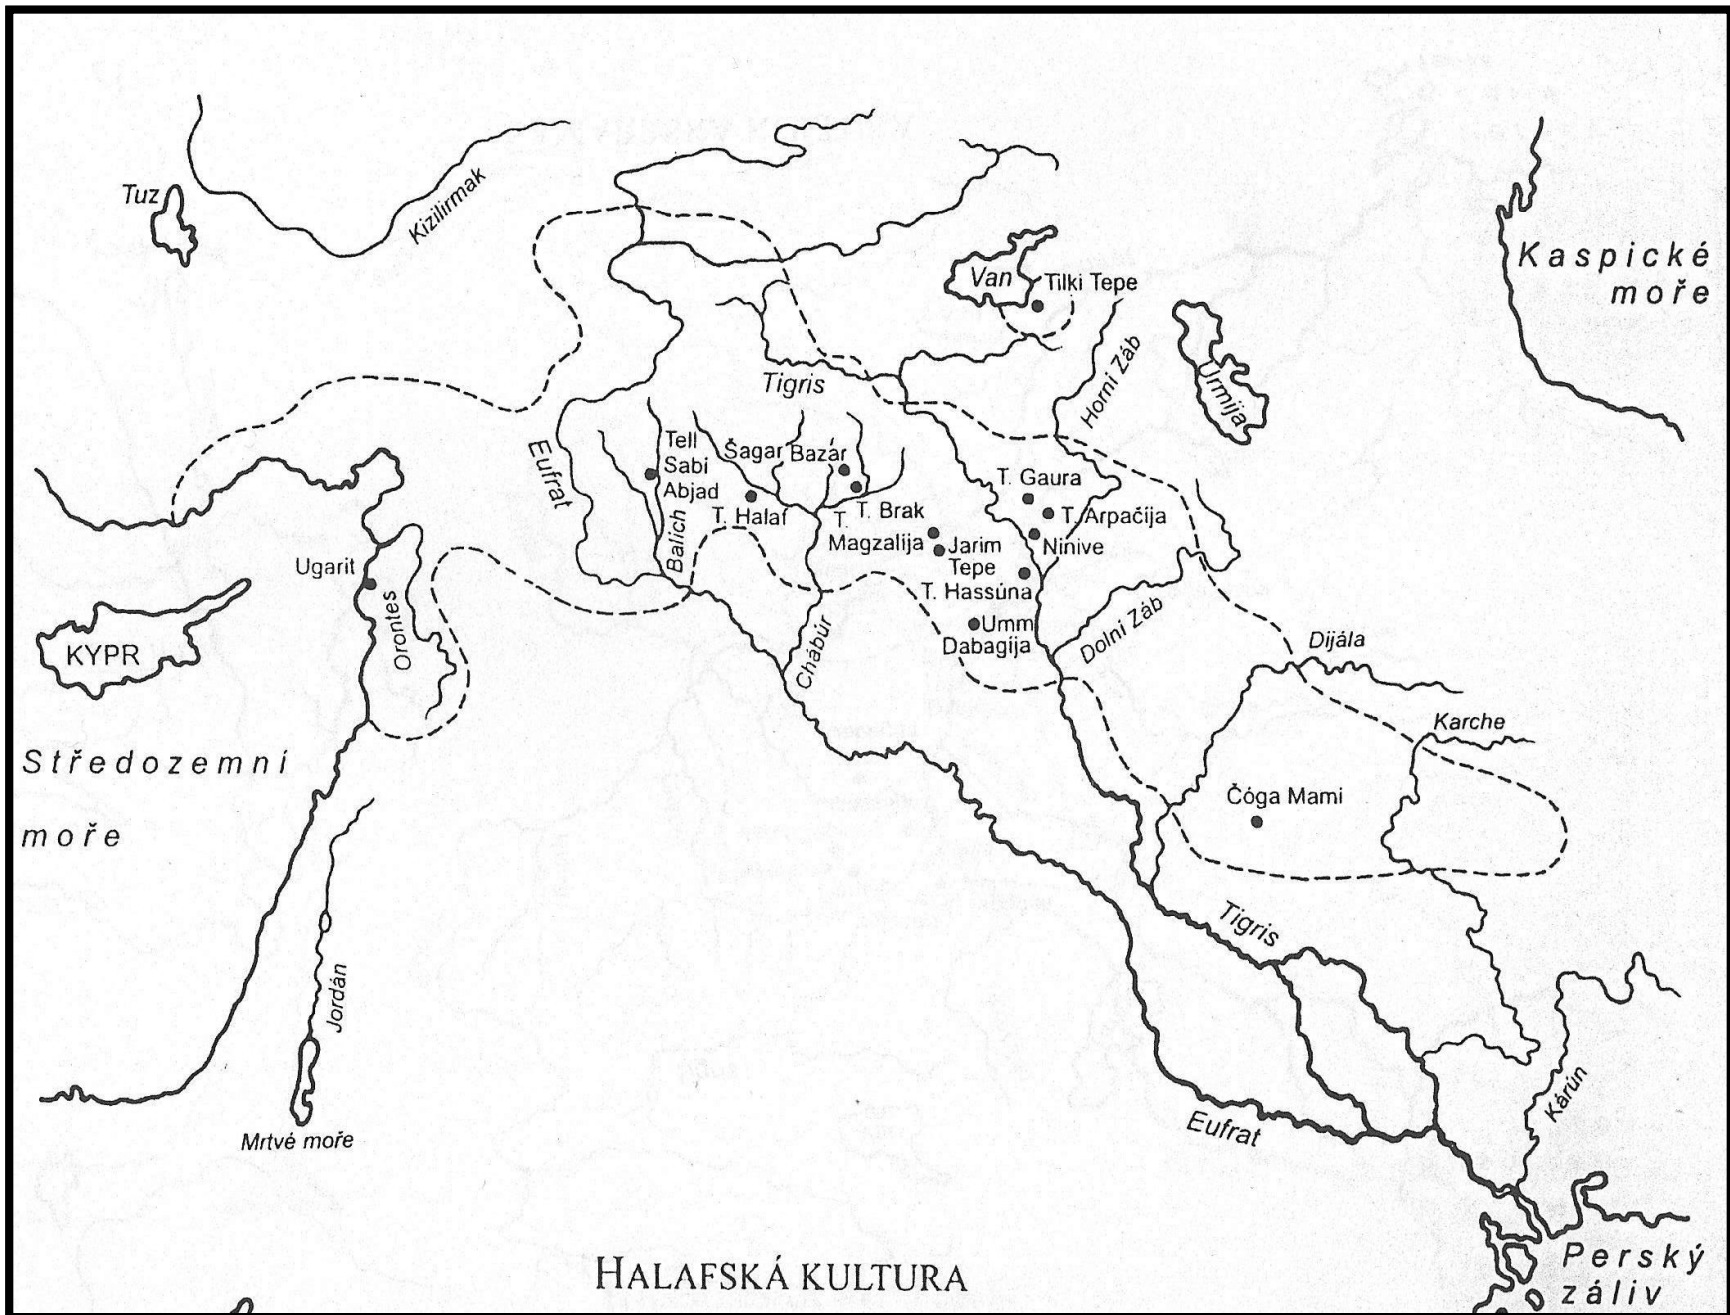 Tuz
Kizilirmak
Kaspické
moře
Van
Tilki Tepe
Horní Záb
Urmija
Tigris
Eufrat
Tell
Sabi
Abjad
Balich
Šagar Bazár
T. Halaf
T. Brak
T.
Magzalija
Jarim
Tepe
T. Gaura
T. Arpačija
Ninive
T. Hassúna
Umm
Dabagíja
Dolní Záb
Chábúr
Ugarit
Orontes
KYPR
Dijála
Karche
Čóga Mami
Středozemní
moře
Jordán
Mrtvé moře
Tigris
Eufrat
Kárún
Perský
záliv
HALAFSKÁ KULTURA